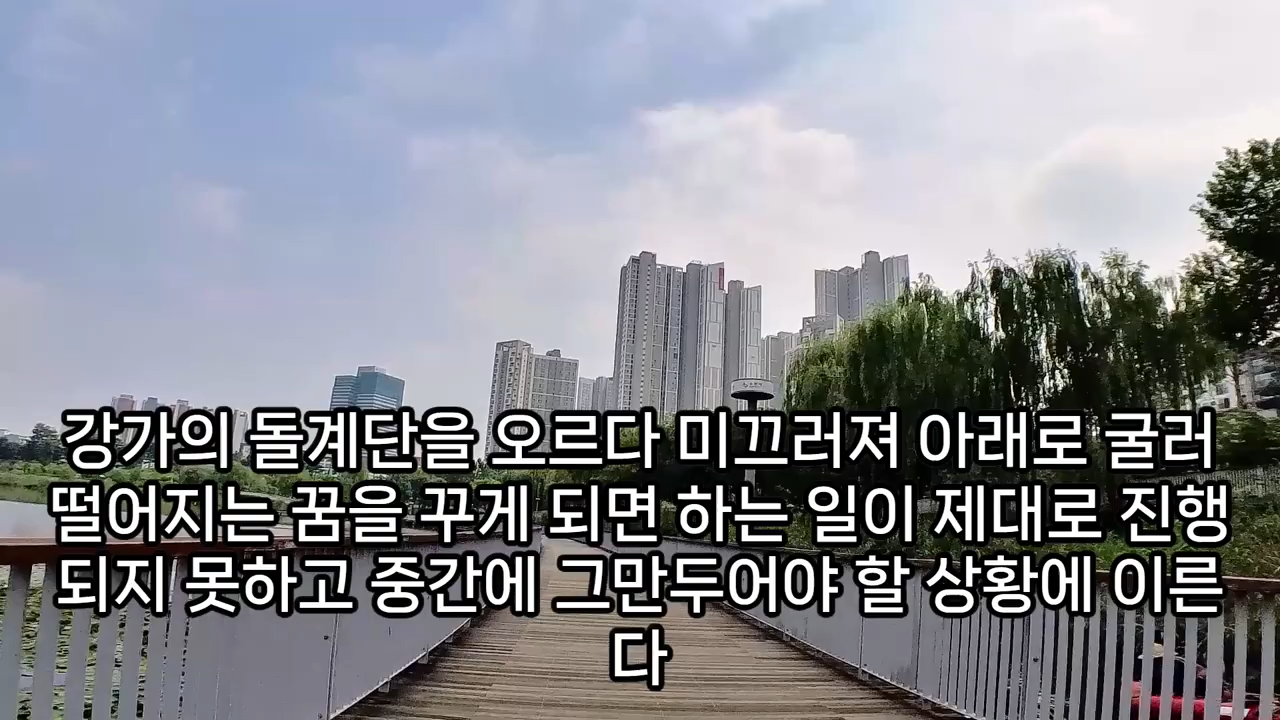 강가의 돌계단을 오르다 미끄러져 아래로 굴러
떨어지는 꿈을 꾸게 되면 하는 일이 제대로 진행
되지 못하고 중간에 그만두어야 할 상황에 이른
다